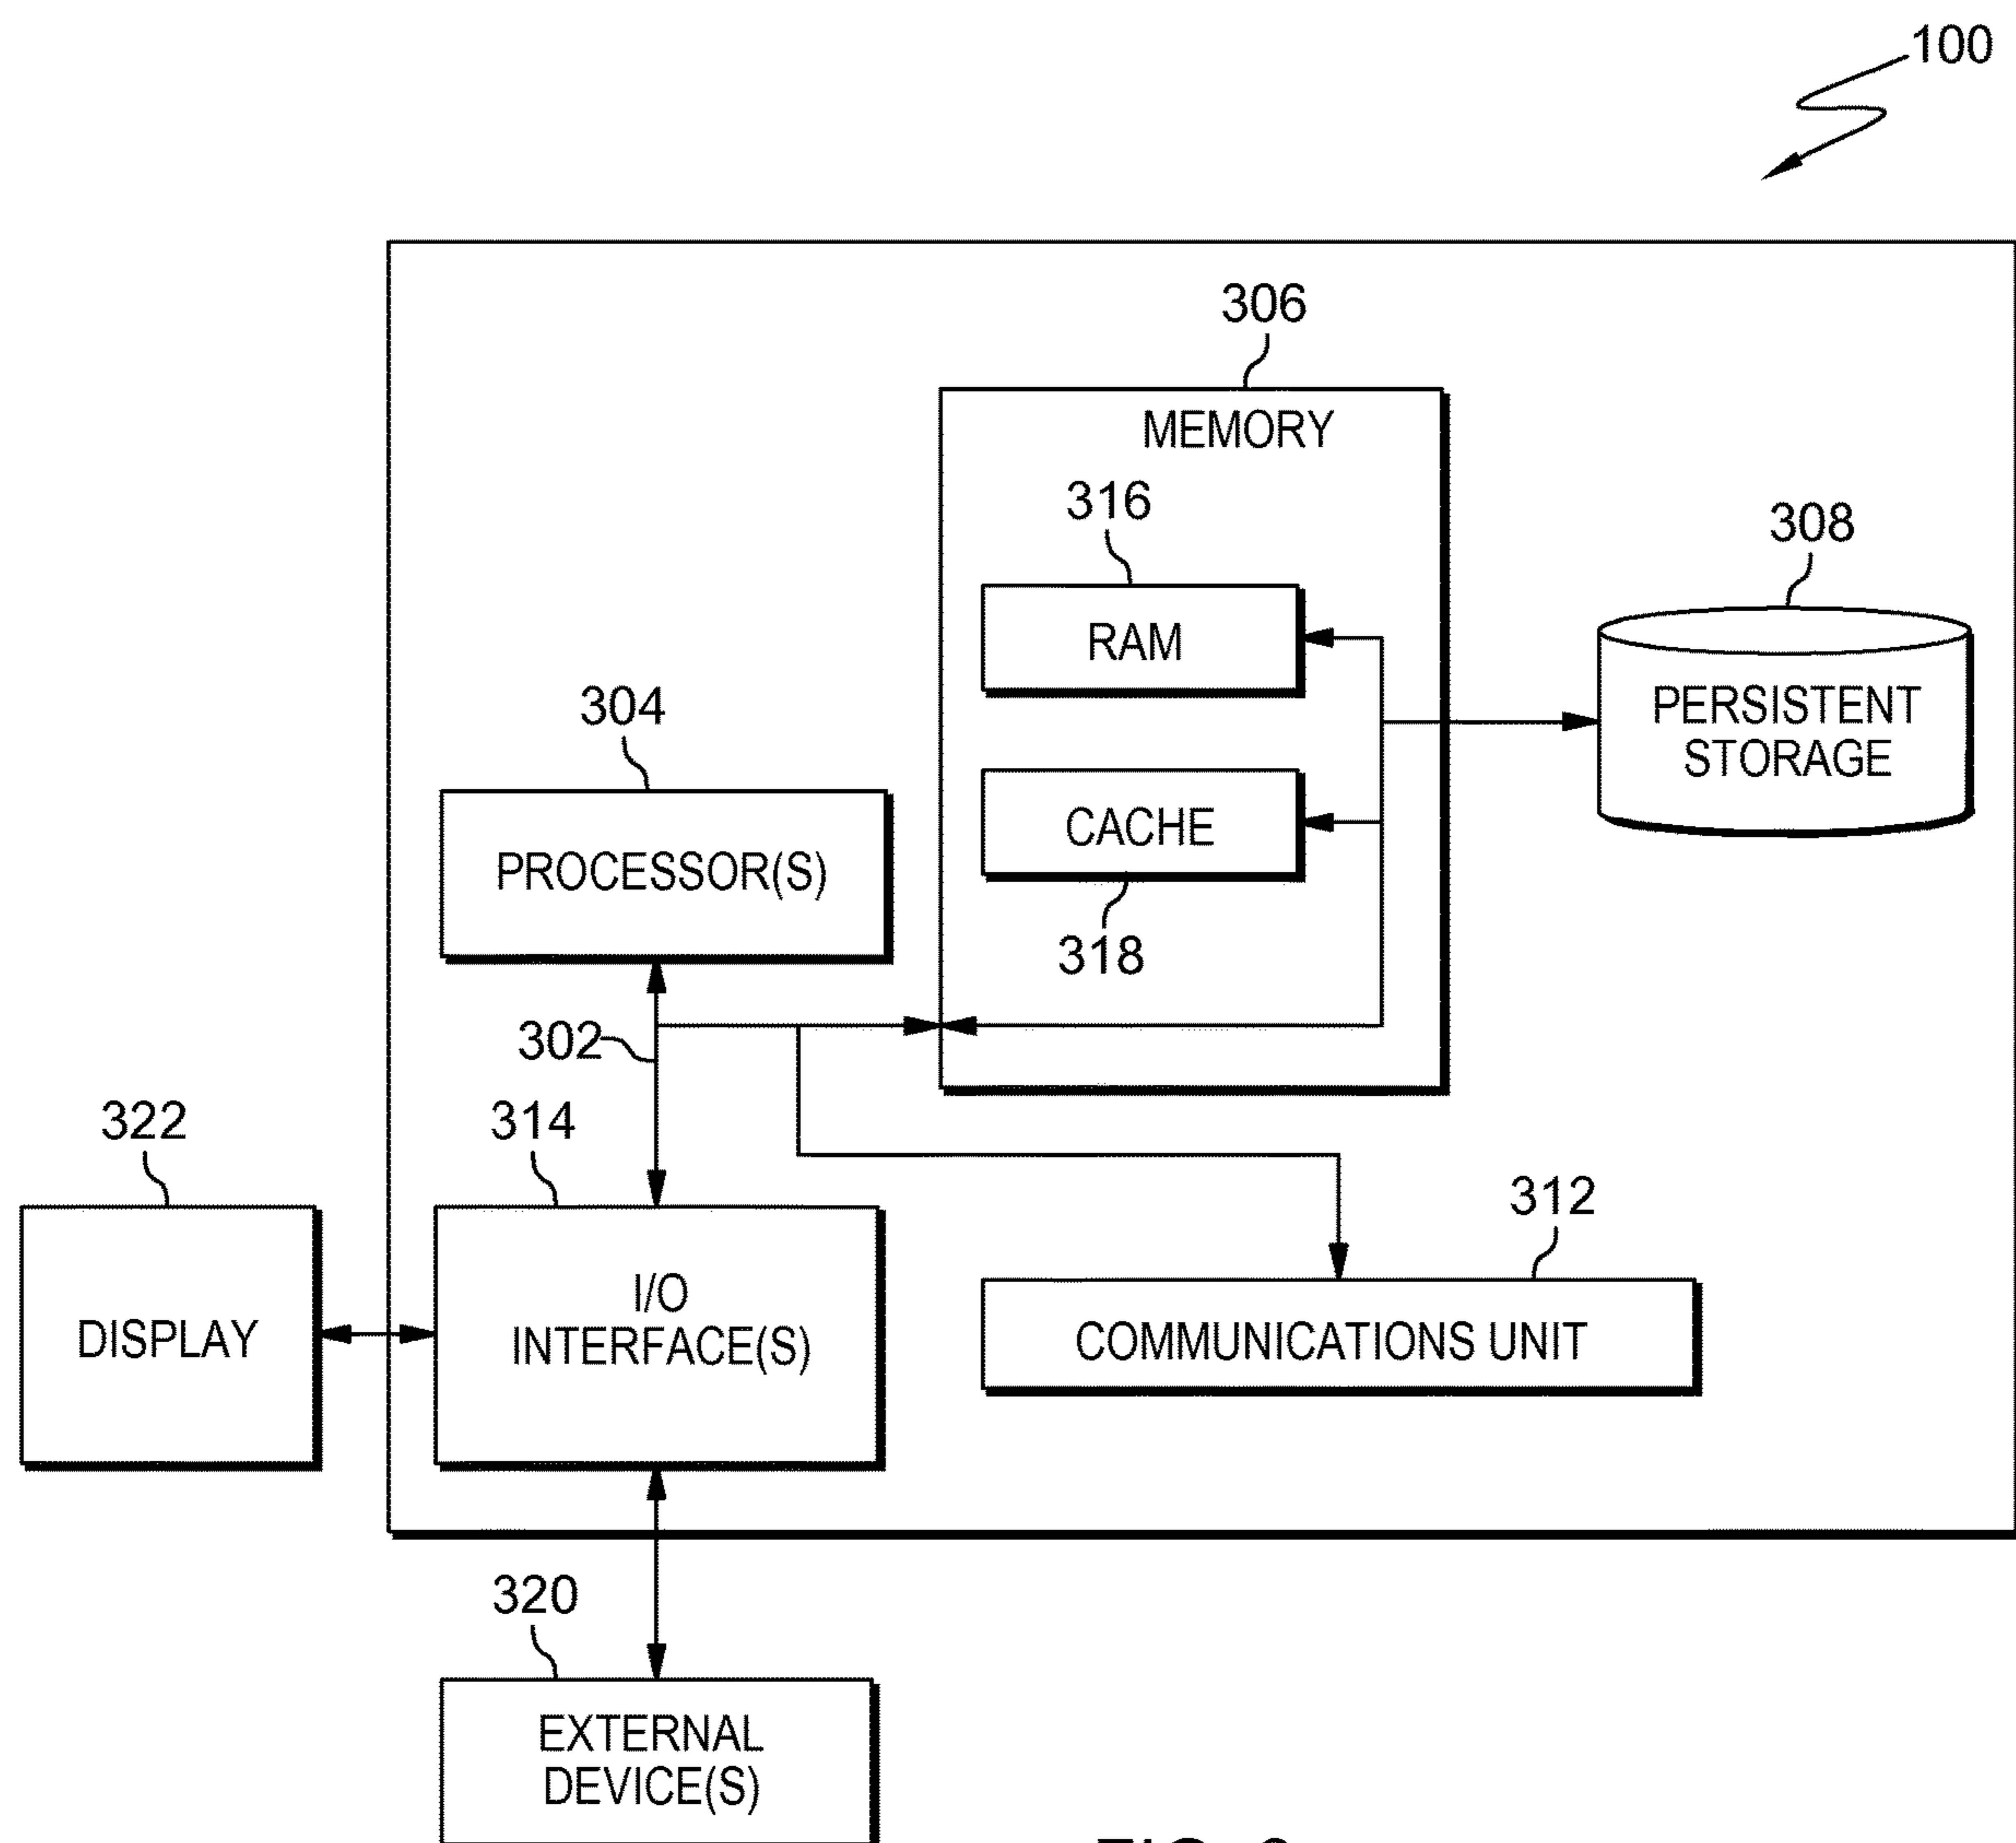 100
306
MEMORY
316
RAM
308
PERSISTENT
STORAGE
304
PROCESSOR(S)
CACHE
318
302
322
DISPLAY
314
I/O
INTERFACE(S)
312
COMMUNICATIONS UNIT
320
EXTERNAL
DEVICE(S)